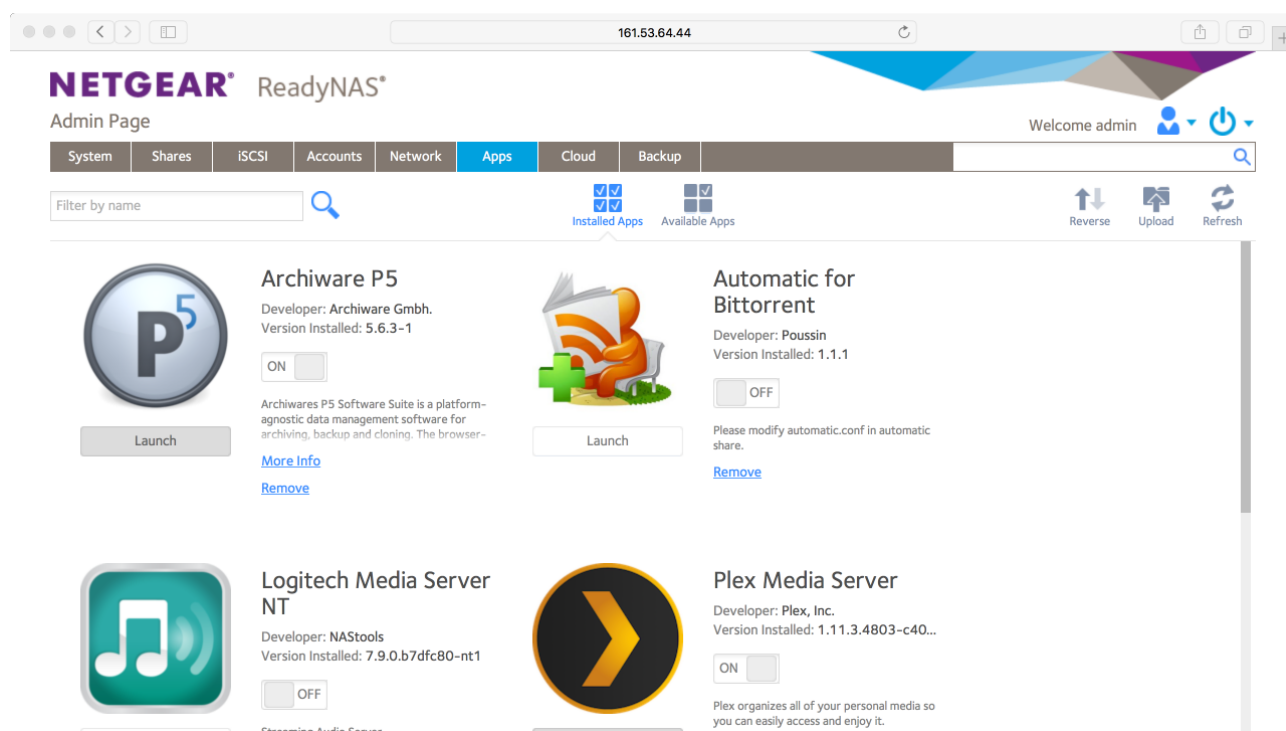 161.53.64.44
NETGEAR® ReadyNAS®
Admin Page
Welcome admin
System Shares iSCSI Accounts Network Apps Cloud Backup
Filter by name
Installed Apps Available Apps
Reverse Upload Refresh
P5
Archiware P5
Developer: Archiware Gmbh.
Version Installed: 5.6.3-1
ON
Archiwares P5 Software Suite is a platform-
agnostic data management software for
archiving, backup and cloning. The browser-
More Info
Remove
Launch
Automatic for
Bittorrent
Developer: Poussin
Version Installed: 1.1.1
OFF
Please modify automatic.conf in automatic
share.
Remove
Launch
Logitech Media Server
NT
Developer: NAStools
Version Installed: 7.9.0.b7dfc80-nt1
OFF
Streaming Audio Server
Plex Media Server
Developer: Plex, Inc.
Version Installed: 1.11.3.4803-c40...
ON
Plex organizes all of your personal media so
you can easily access and enjoy it.